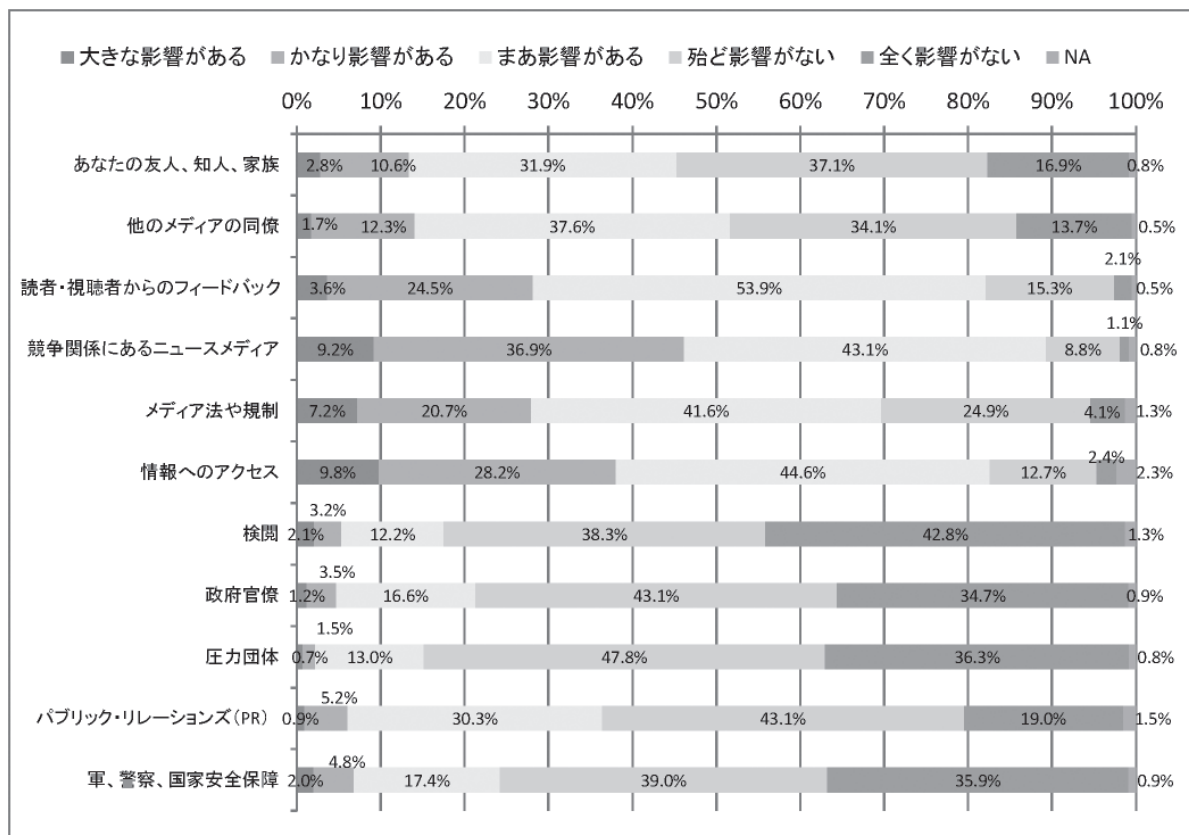 大きな影響がある かなり影響がある まあ影響がある 殆ど影響がない 全く影響がない NA
0% 10% 20% 30% 40% 50% 60% 70% 80% 90% 100%
あなたの友人、知人、家族 2.8% 10.6% 31.9% 37.1% 16.9% 0.8%
他のメディアの同僚 1.7% 12.3% 37.6% 34.1% 13.7% 0.5%
2.1%
読者・視聴者からのフィードバック 3.6% 24.5% 53.9% 15.3% 0.5%
1.1%
競争関係にあるニュースメディア 9.2% 36.9% 43.1% 8.8% 0.8%
メディア法や規制 7.2% 20.7% 41.6% 24.9% 4.1% 1.3%
2.4%
情報へのアクセス 9.8% 28.2% 44.6% 12.7% 2.3%
3.2%
検閲 2.1% 12.2% 38.3% 42.8% 1.3%
3.5%
政府官僚 1.2% 16.6% 43.1% 34.7% 0.9%
1.5%
圧力団体 0.7% 13.0% 47.8% 36.3% 0.8%
5.2%
パブリック・リレーションズ(PR) 0.9% 30.3% 43.1% 19.0% 1.5%
4.8%
軍、警察、国家安全保障 2.0% 17.4% 39.0% 35.9% 0.9%